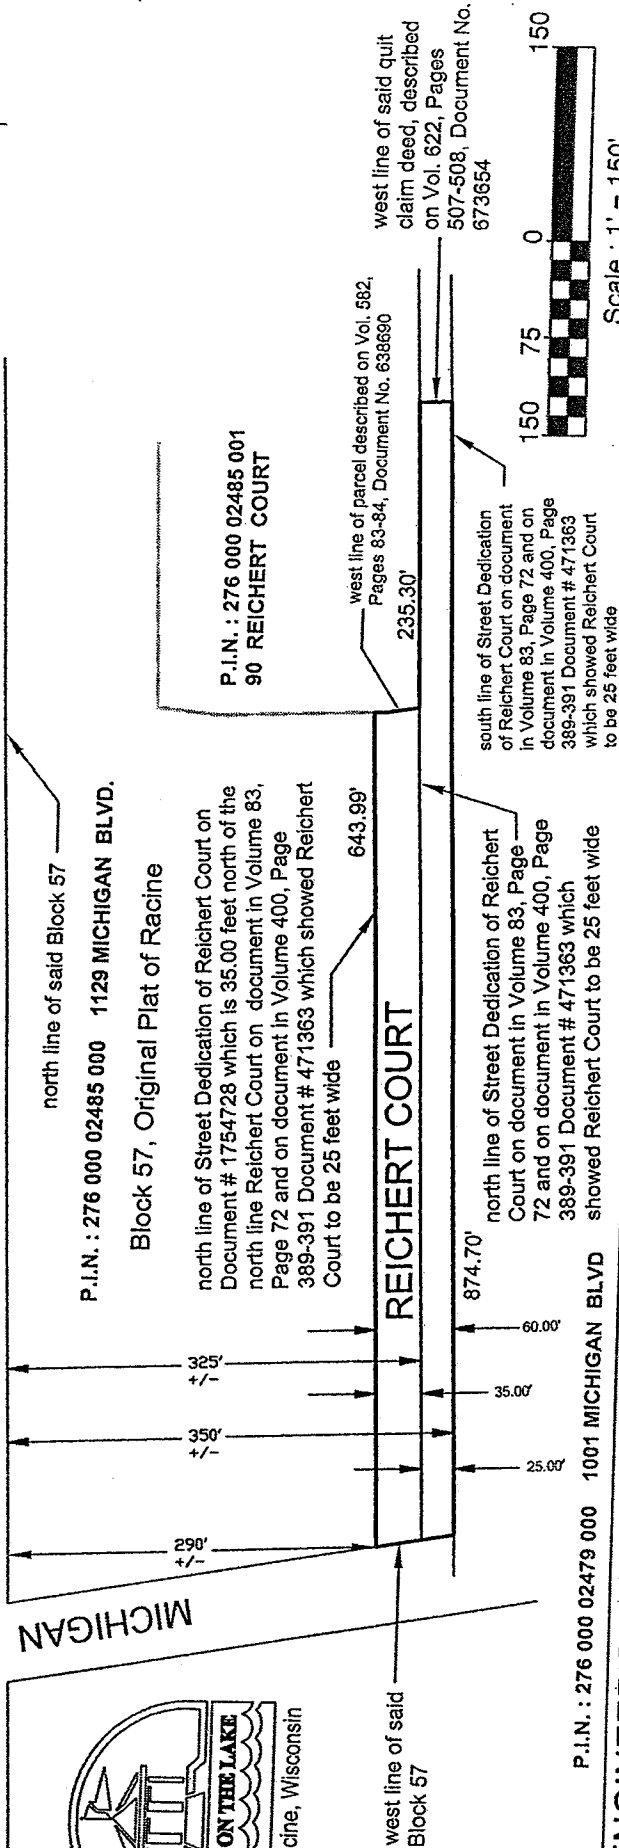 north line of said Block 57
P.I.N. : 276 000 02485 000 1129 MICHIGAN BLVD.
Block 57, Original Plat of Racine
north line of Street Dedication of Reichert Court on
Document # 1754728 which is 35.00 feet north of the
north line Reichert Court on document in Volume 83,
Page 72 and on document in Volume 400, Page
389-391 Document # 471363 which showed Reichert
Court to be 25 feet wide
643.99'
P.I.N. : 276 000 02485 001
90 REICHERT COURT
west line of parcel described on Vol. 582,
Pages 83-84, Document No. 638690
235.30'
west line of said quit
claim deed, described
on Vol. 622, Pages
507-508, Document No.
673654
MICHIGAN
290'
+/-
350'
+/-
325'
+/-
25.00'
35.00'
60.00'
REICHERT COURT
874.70'
north line of Street Dedication of Reichert
Court on document in Volume 83, Page
72 and on document in Volume 400, Page
389-391 Document # 471363 which
showed Reichert Court to be 25 feet wide
south line of Street Dedication
of Reichert Court on document
in Volume 83, Page 72 and on
document in Volume 400, Page
389-391 Document # 471363
which showed Reichert Court
to be 25 feet wide
150 75 0 150
Scale : 1' = 150'
ON THE LAKE
cine, Wisconsin
west line of said
Block 57
P.I.N. : 276 000 02479 000 1001 MICHIGAN BLVD